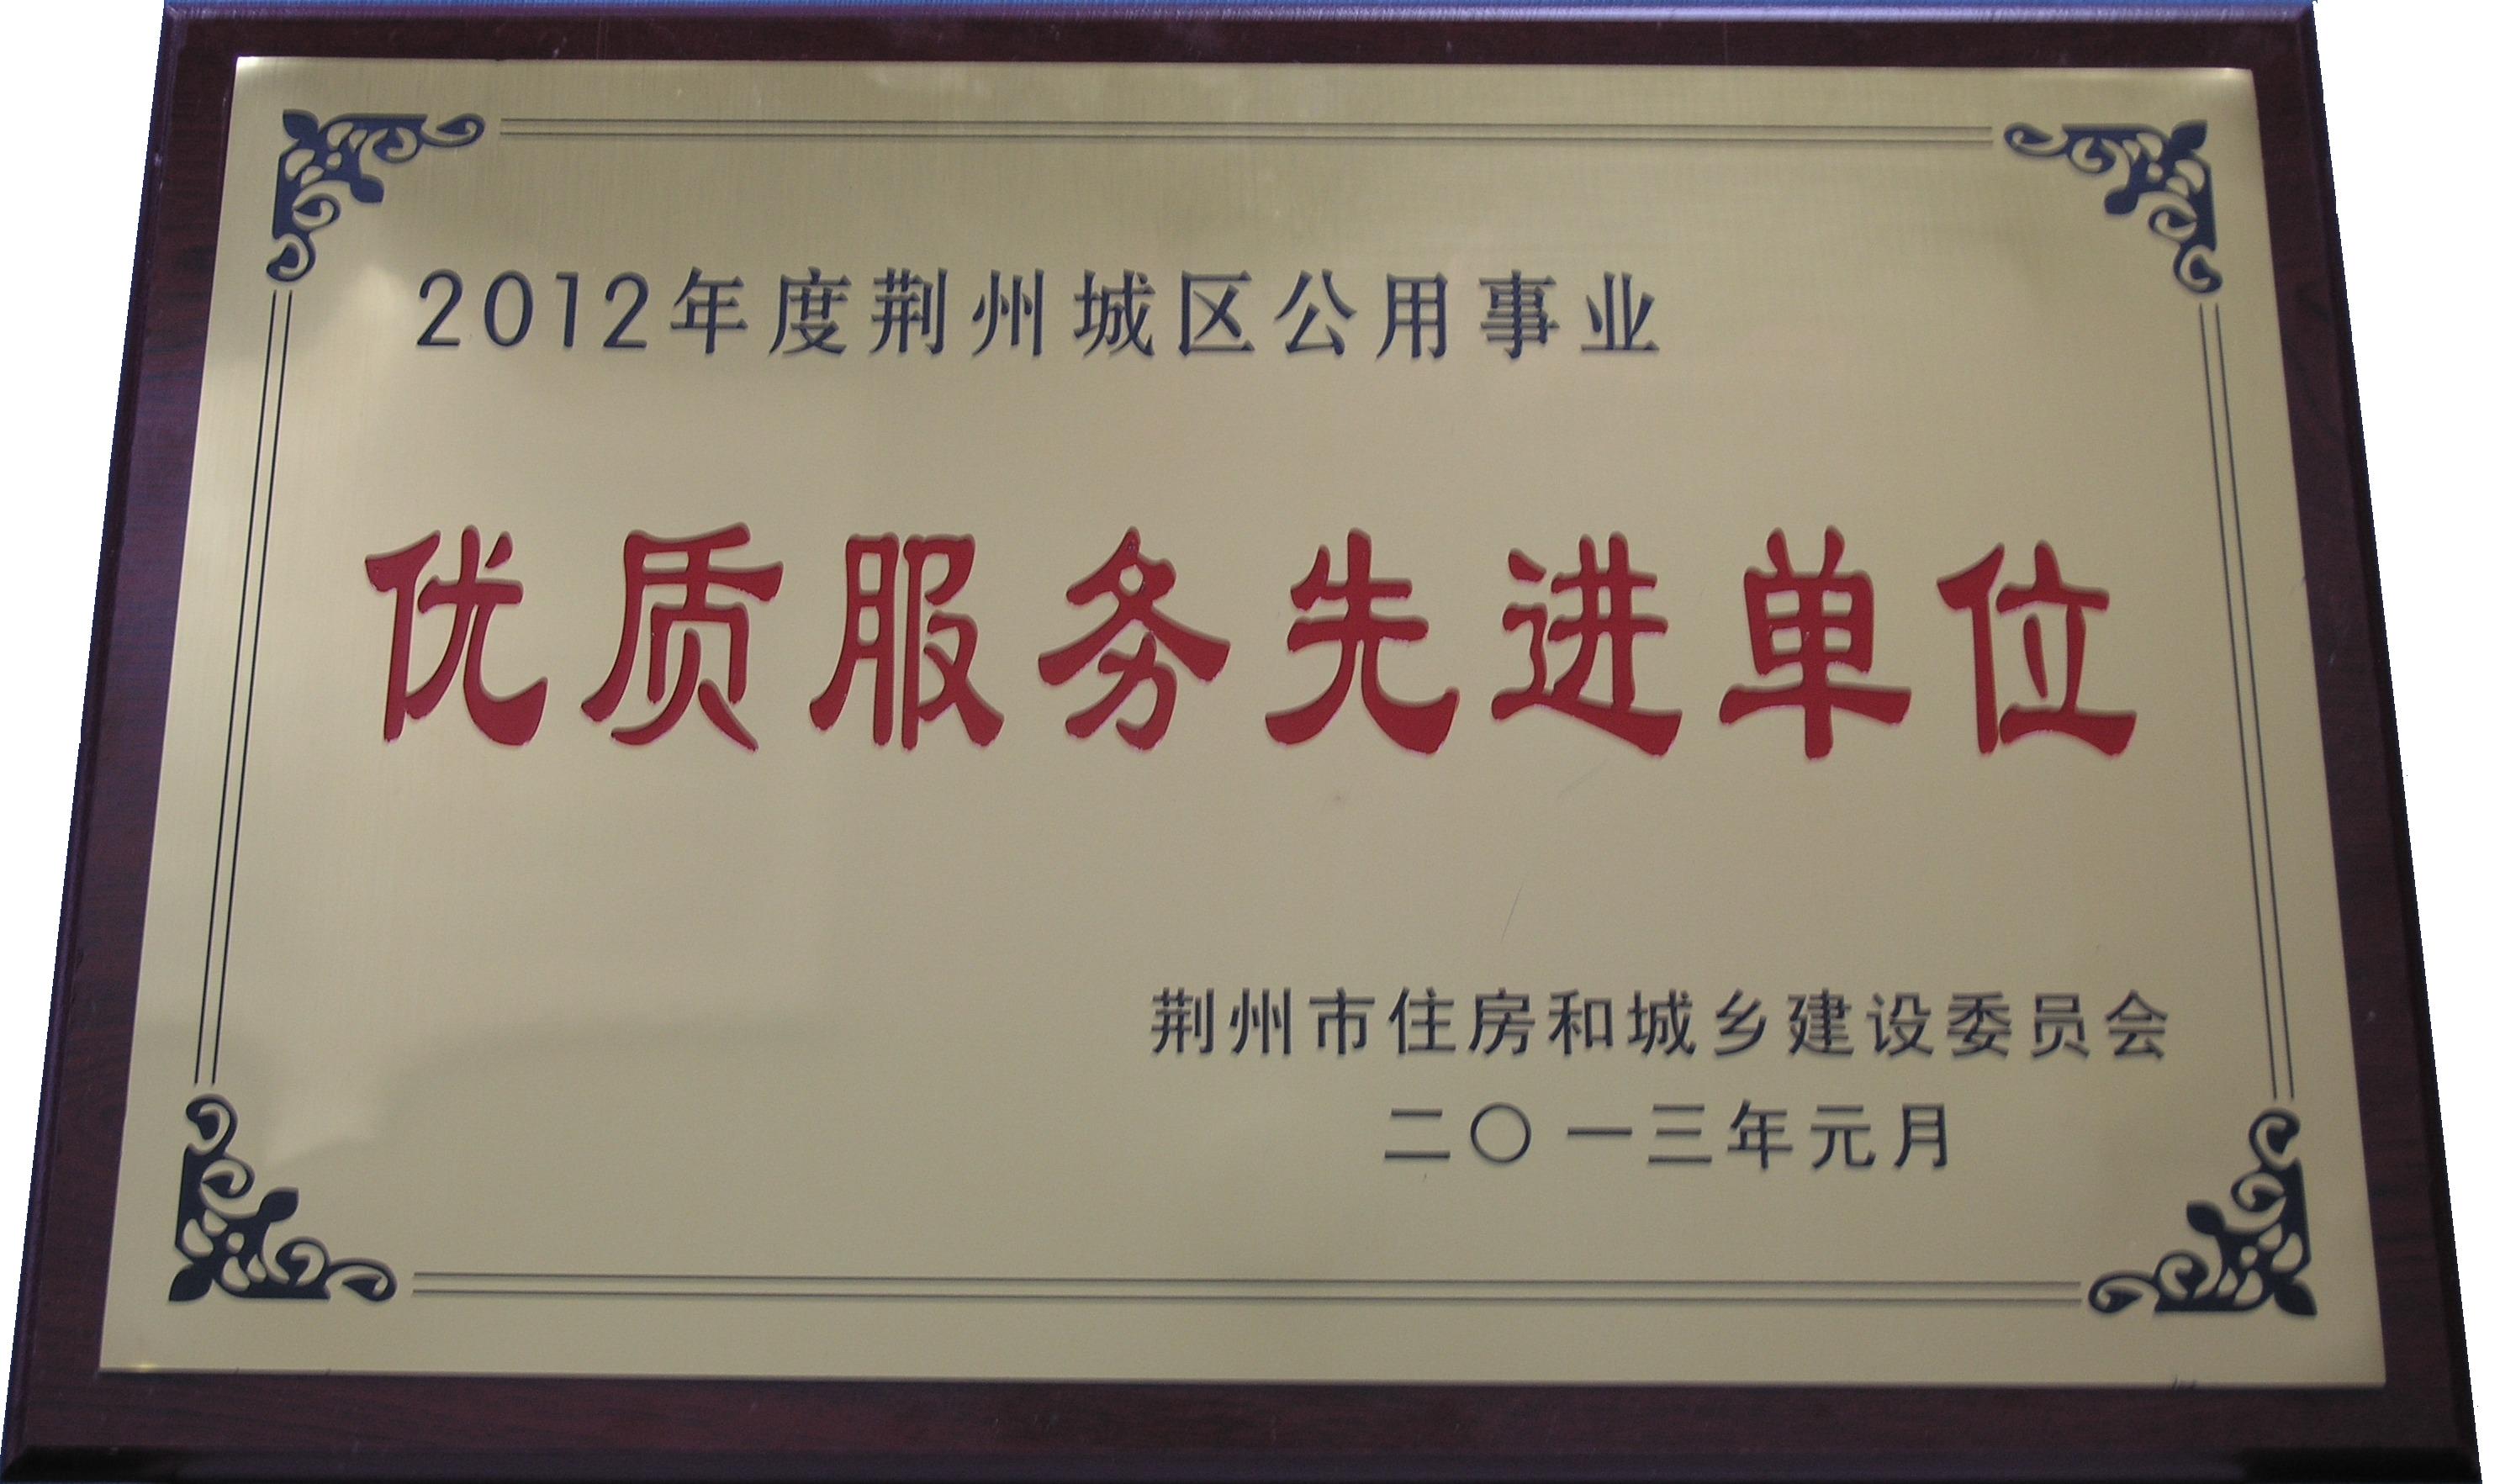 2012年度荆州城区公用事业
优质服务先进单位
荆州市住房和城乡建设委员会
二〇一三年元月